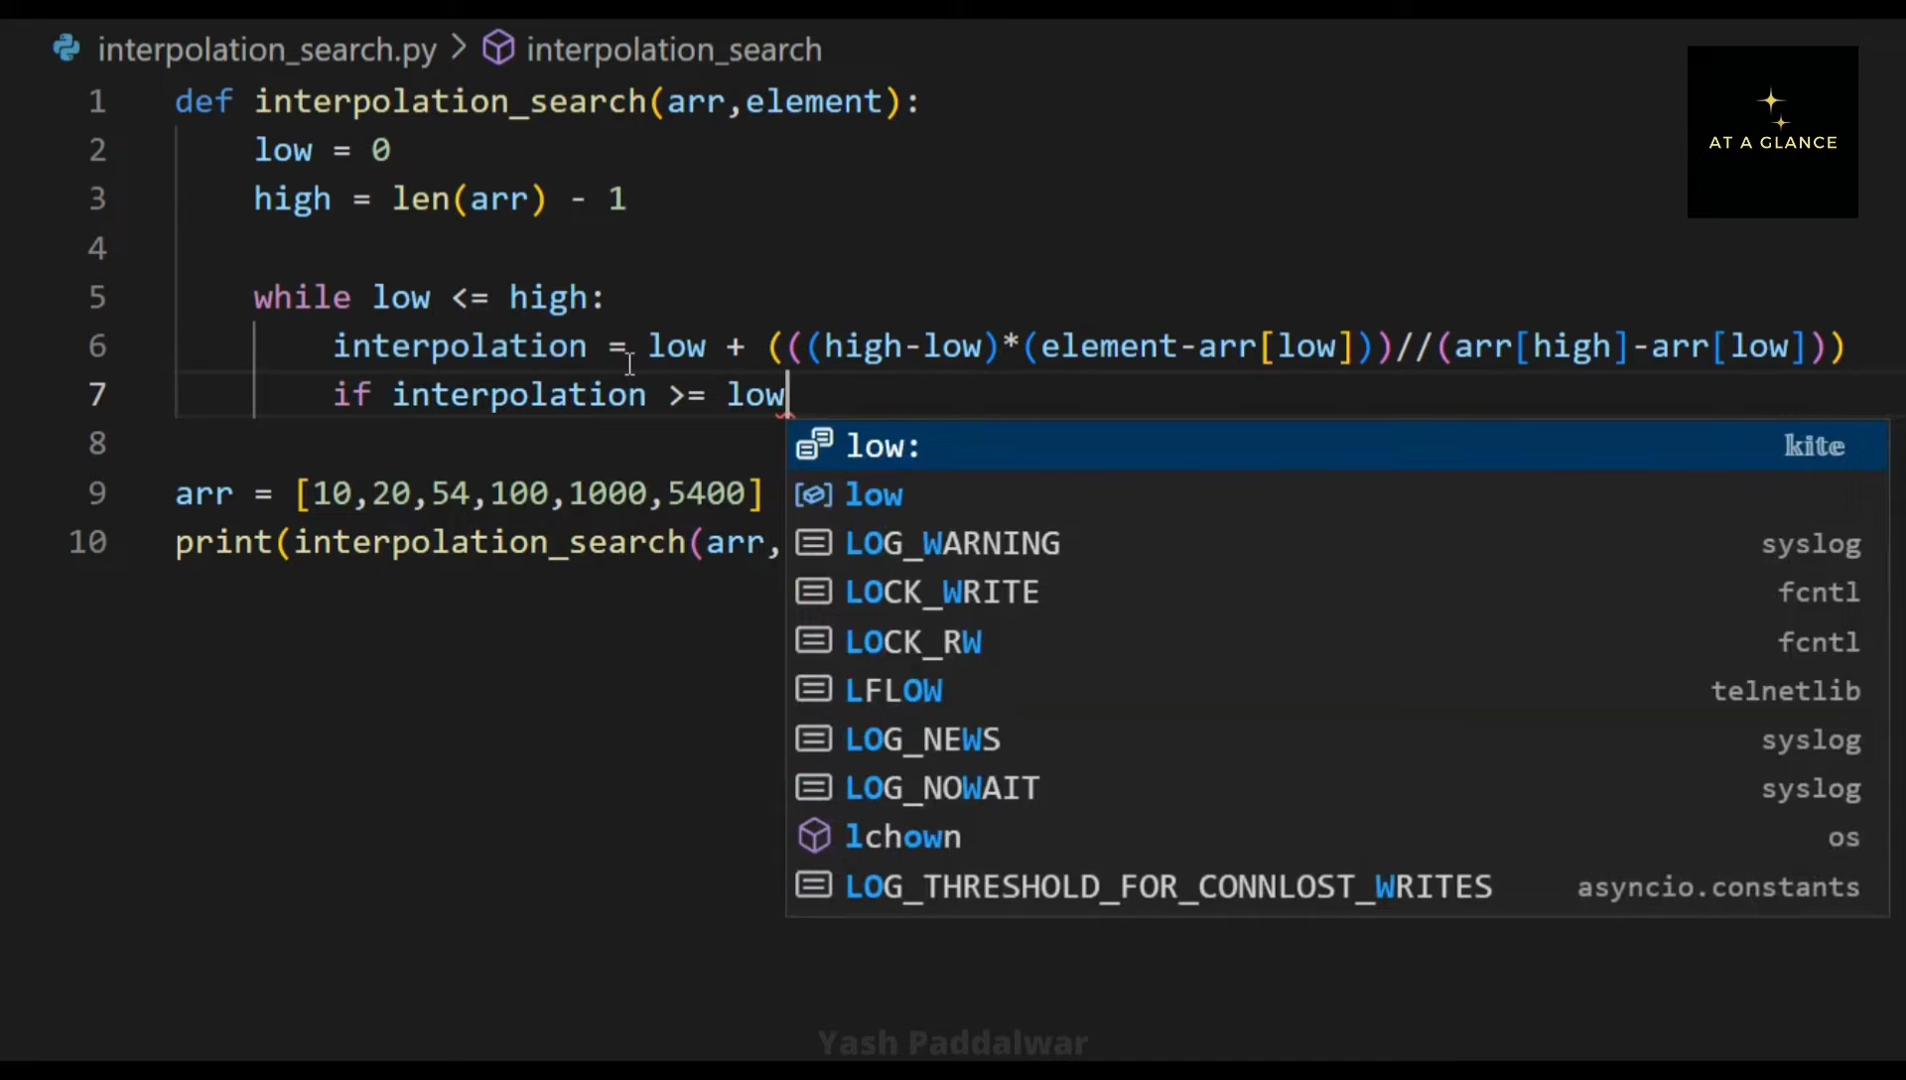 interpolation_search.py > interpolation_search
AT A GLANCE
1 def interpolation_search(arr,element):
2 low = 0
3 high = len(arr) - 1
4
5 while low <= high:
6 interpolation = low + (((high-low)*(element-arr[low]))//(arr[high]-arr[low]))
7 if interpolation >= low
8
9 arr = [10,20,54,100,1000,5400]
10 print(interpolation_search(arr,
low: kite
low
LOG_WARNING syslog
LOCK_WRITE fcntl
LOCK_RW fcntl
LFLOW telnetlib
LOG_NEWS syslog
LOG_NOWAIT syslog
lchown os
LOG_THRESHOLD_FOR_CONNLOST_WRITES asyncio.constants
Yash Paddalwar